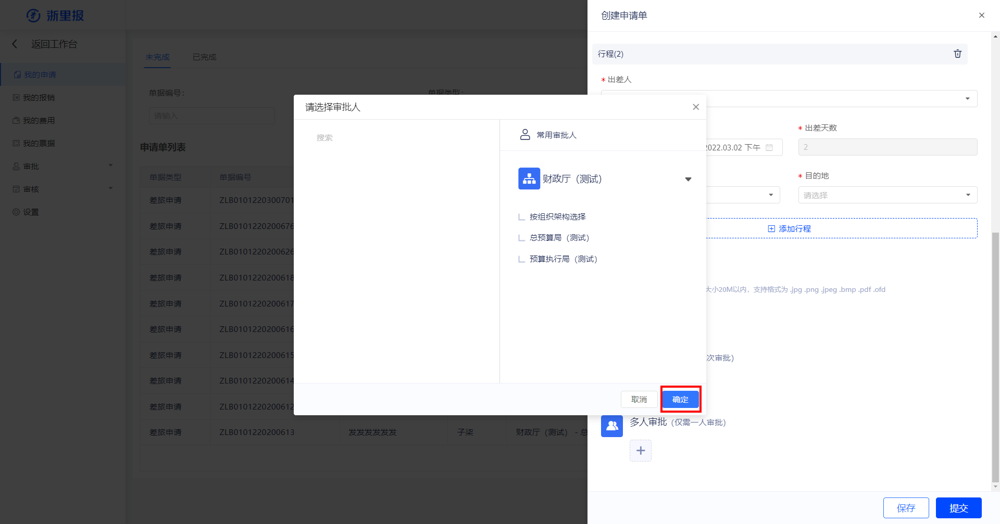 浙里报
返回工作台
我的申请
我的报销
我的费用
我的票据
审批
审核
设置
未完成
已完成
单据编号:
单据类型:
请输入
申请单列表
单据类型
单据编号
差旅申请
ZLB0101220300701
差旅申请
ZLB0101220200676
差旅申请
ZLB0101220200626
差旅申请
ZLB0101220200618
差旅申请
ZLB0101220200617
差旅申请
ZLB0101220200616
差旅申请
ZLB0101220200615
差旅申请
ZLB0101220200614
差旅申请
ZLB0101220200612
差旅申请
ZLB0101220200613
发发发发发发
子柒
财政厅（测试） - 总
请选择审批人
搜索
常用审批人
财政厅（测试）
按组织架构选择
总预算局（测试）
预算执行局（测试）
取消
确定
创建申请单
行程(2)
* 出差人
* 出差天数
2022.03.02 下午
2
* 目的地
请选择
添加行程
大小20M以内，支持格式为 .jpg .png .jpeg .bmp .pdf .ofd
次审批）
多人审批（仅需一人审批）
保存
提交